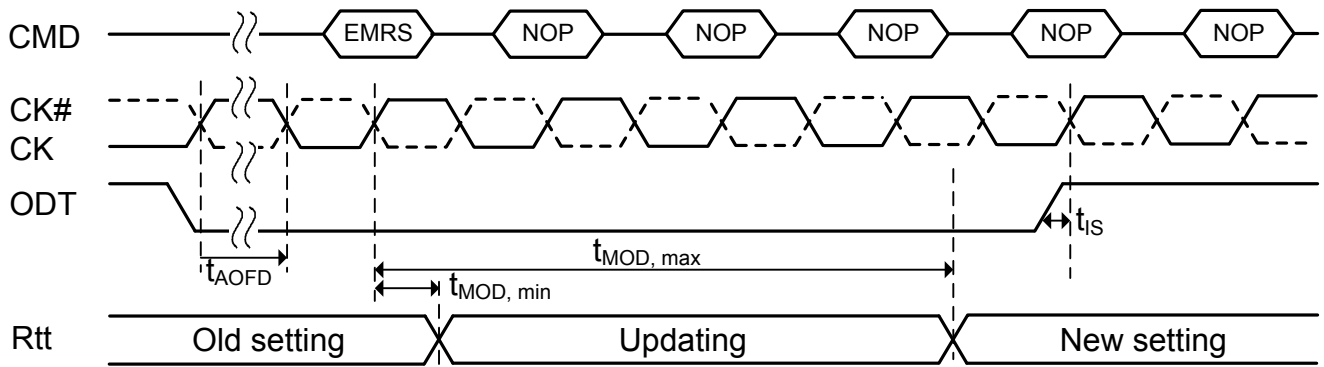 CMD EMRS NOP NOP NOP NOP NOP
CK#
CK
ODT
tIS
tAOFD
tMOD, max
tMOD, min
Rtt Old setting Updating New setting